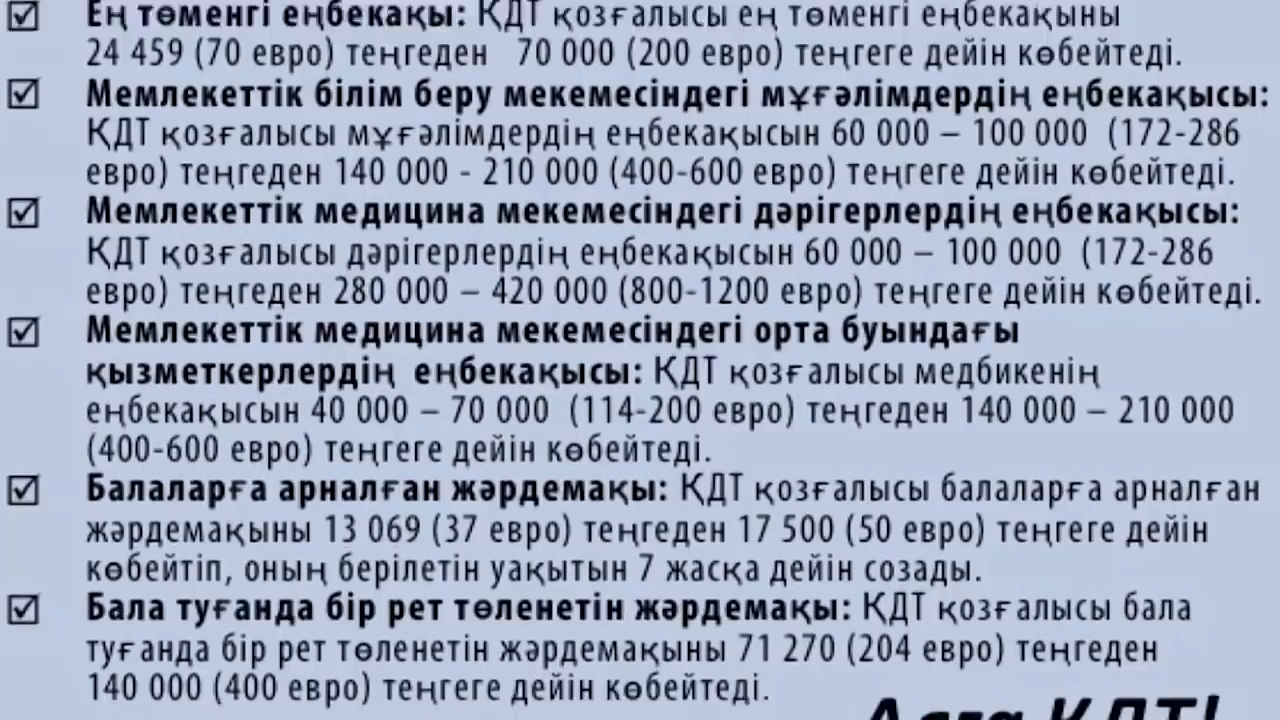 Ең төменгі еңбекақы: ҚДТ қозғалысы ең төменгі еңбекақыны
24 459 (70 евро) теңгеден 70 000 (200 евро) теңгеге дейін көбейтеді.
Мемлекеттік білім беру мекемесіндегі мұғәлімдердің еңбекақысы:
ҚДТ қозғалысы мұғәлімдердің еңбекақысын 60 000 – 100 000 (172-286
евро) теңгеден 140 000 - 210 000 (400-600 евро) теңгеге дейін көбейтеді.
Мемлекеттік медицина мекемесіндегі дәрігерлердің еңбекақысы:
ҚДТ қозғалысы дәрігерлердің еңбекақысын 60 000 – 100 000 (172-286
евро) теңгеден 280 000 – 420 000 (800-1200 евро) теңгеге дейін көбейтеді.
Мемлекеттік медицина мекемесіндегі орта буындағы
қызметкерлердің еңбекақысы: ҚДТ қозғалысы медбикенің
еңбекақысын 40 000 – 70 000 (114-200 евро) теңгеден 140 000 – 210 000
(400-600 евро) теңгеге дейін көбейтеді.
Балаларға арналған жәрдемақы: ҚДТ қозғалысы балаларға арналған
жәрдемақыны 13 069 (37 евро) теңгеден 17 500 (50 евро) теңгеге дейін
көбейтіп, оның берілетін уақытын 7 жасқа дейін созады.
Бала туғанда бір рет төленетін жәрдемақы: ҚДТ қозғалысы бала
туғанда бір рет төленетін жәрдемақыны 71 270 (204 евро) теңгеден
140 000 (400 евро) теңгеге дейін көбейтеді.
Алға ҚДТ!